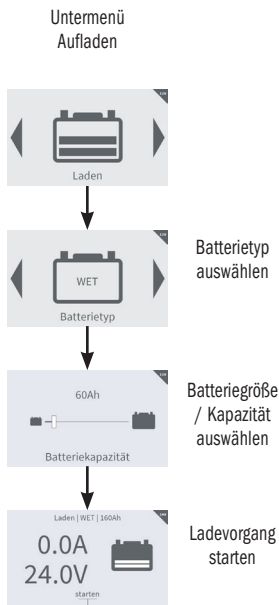 Untermenü
Aufladen
Laden
WET
Batterietyp
Batterietyp
auswählen
60Ah
Batteriekapazität
Batteriegröße
/ Kapazität
auswählen
Laden | WET | 160Ah
0.0A
24.0V
starten
Ladevorgang
starten